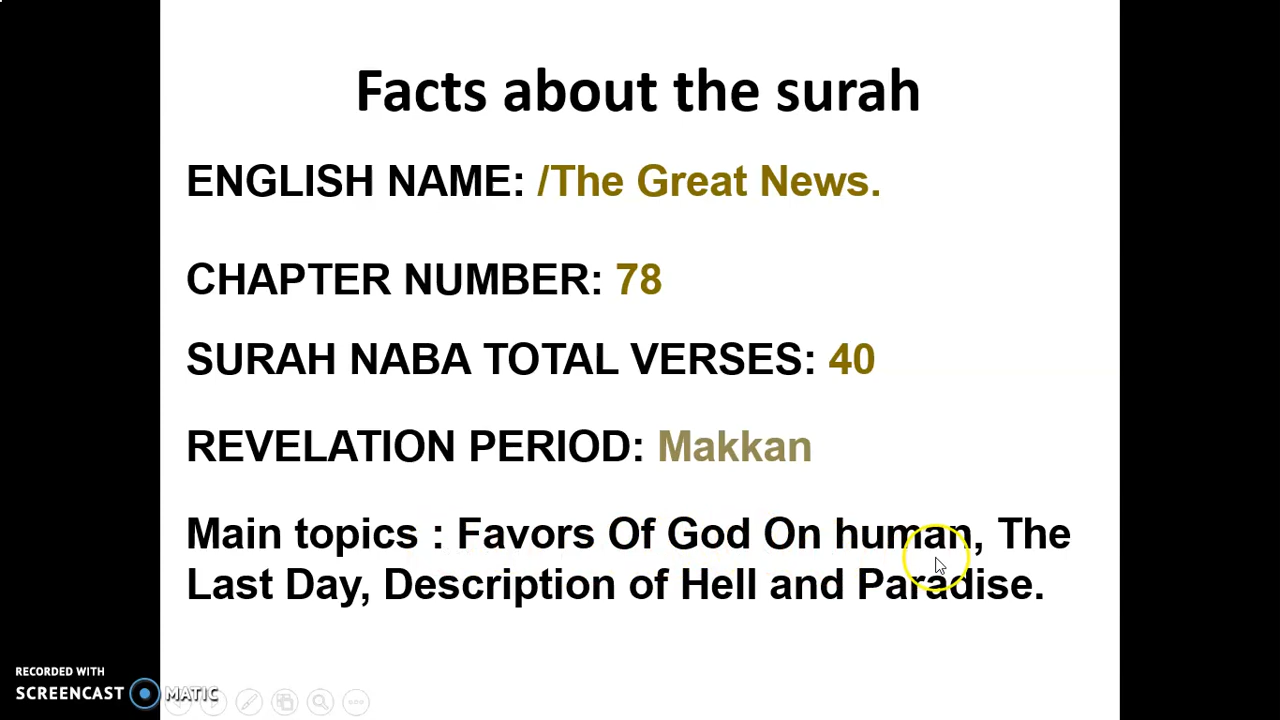 Facts about the surah
ENGLISH NAME: /The Great News.
CHAPTER NUMBER: 78
SURAH NABA TOTAL VERSES: 40
REVELATION PERIOD: Makkan
Main topics : Favors Of God On human, The
Last Day, Description of Hell and Paradise.
RECORDED WITH
SCREENCAST MATIC